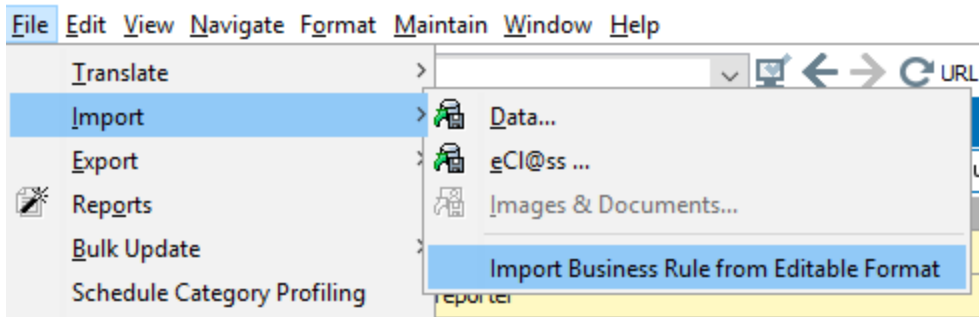 File Edit View Navigate Format Maintain Window Help
Translate
URL
Import
Data...
Export
eCl@ss ...
Reports
Images & Documents...
Bulk Update
Import Business Rule from Editable Format
Schedule Category Profiling
reporter